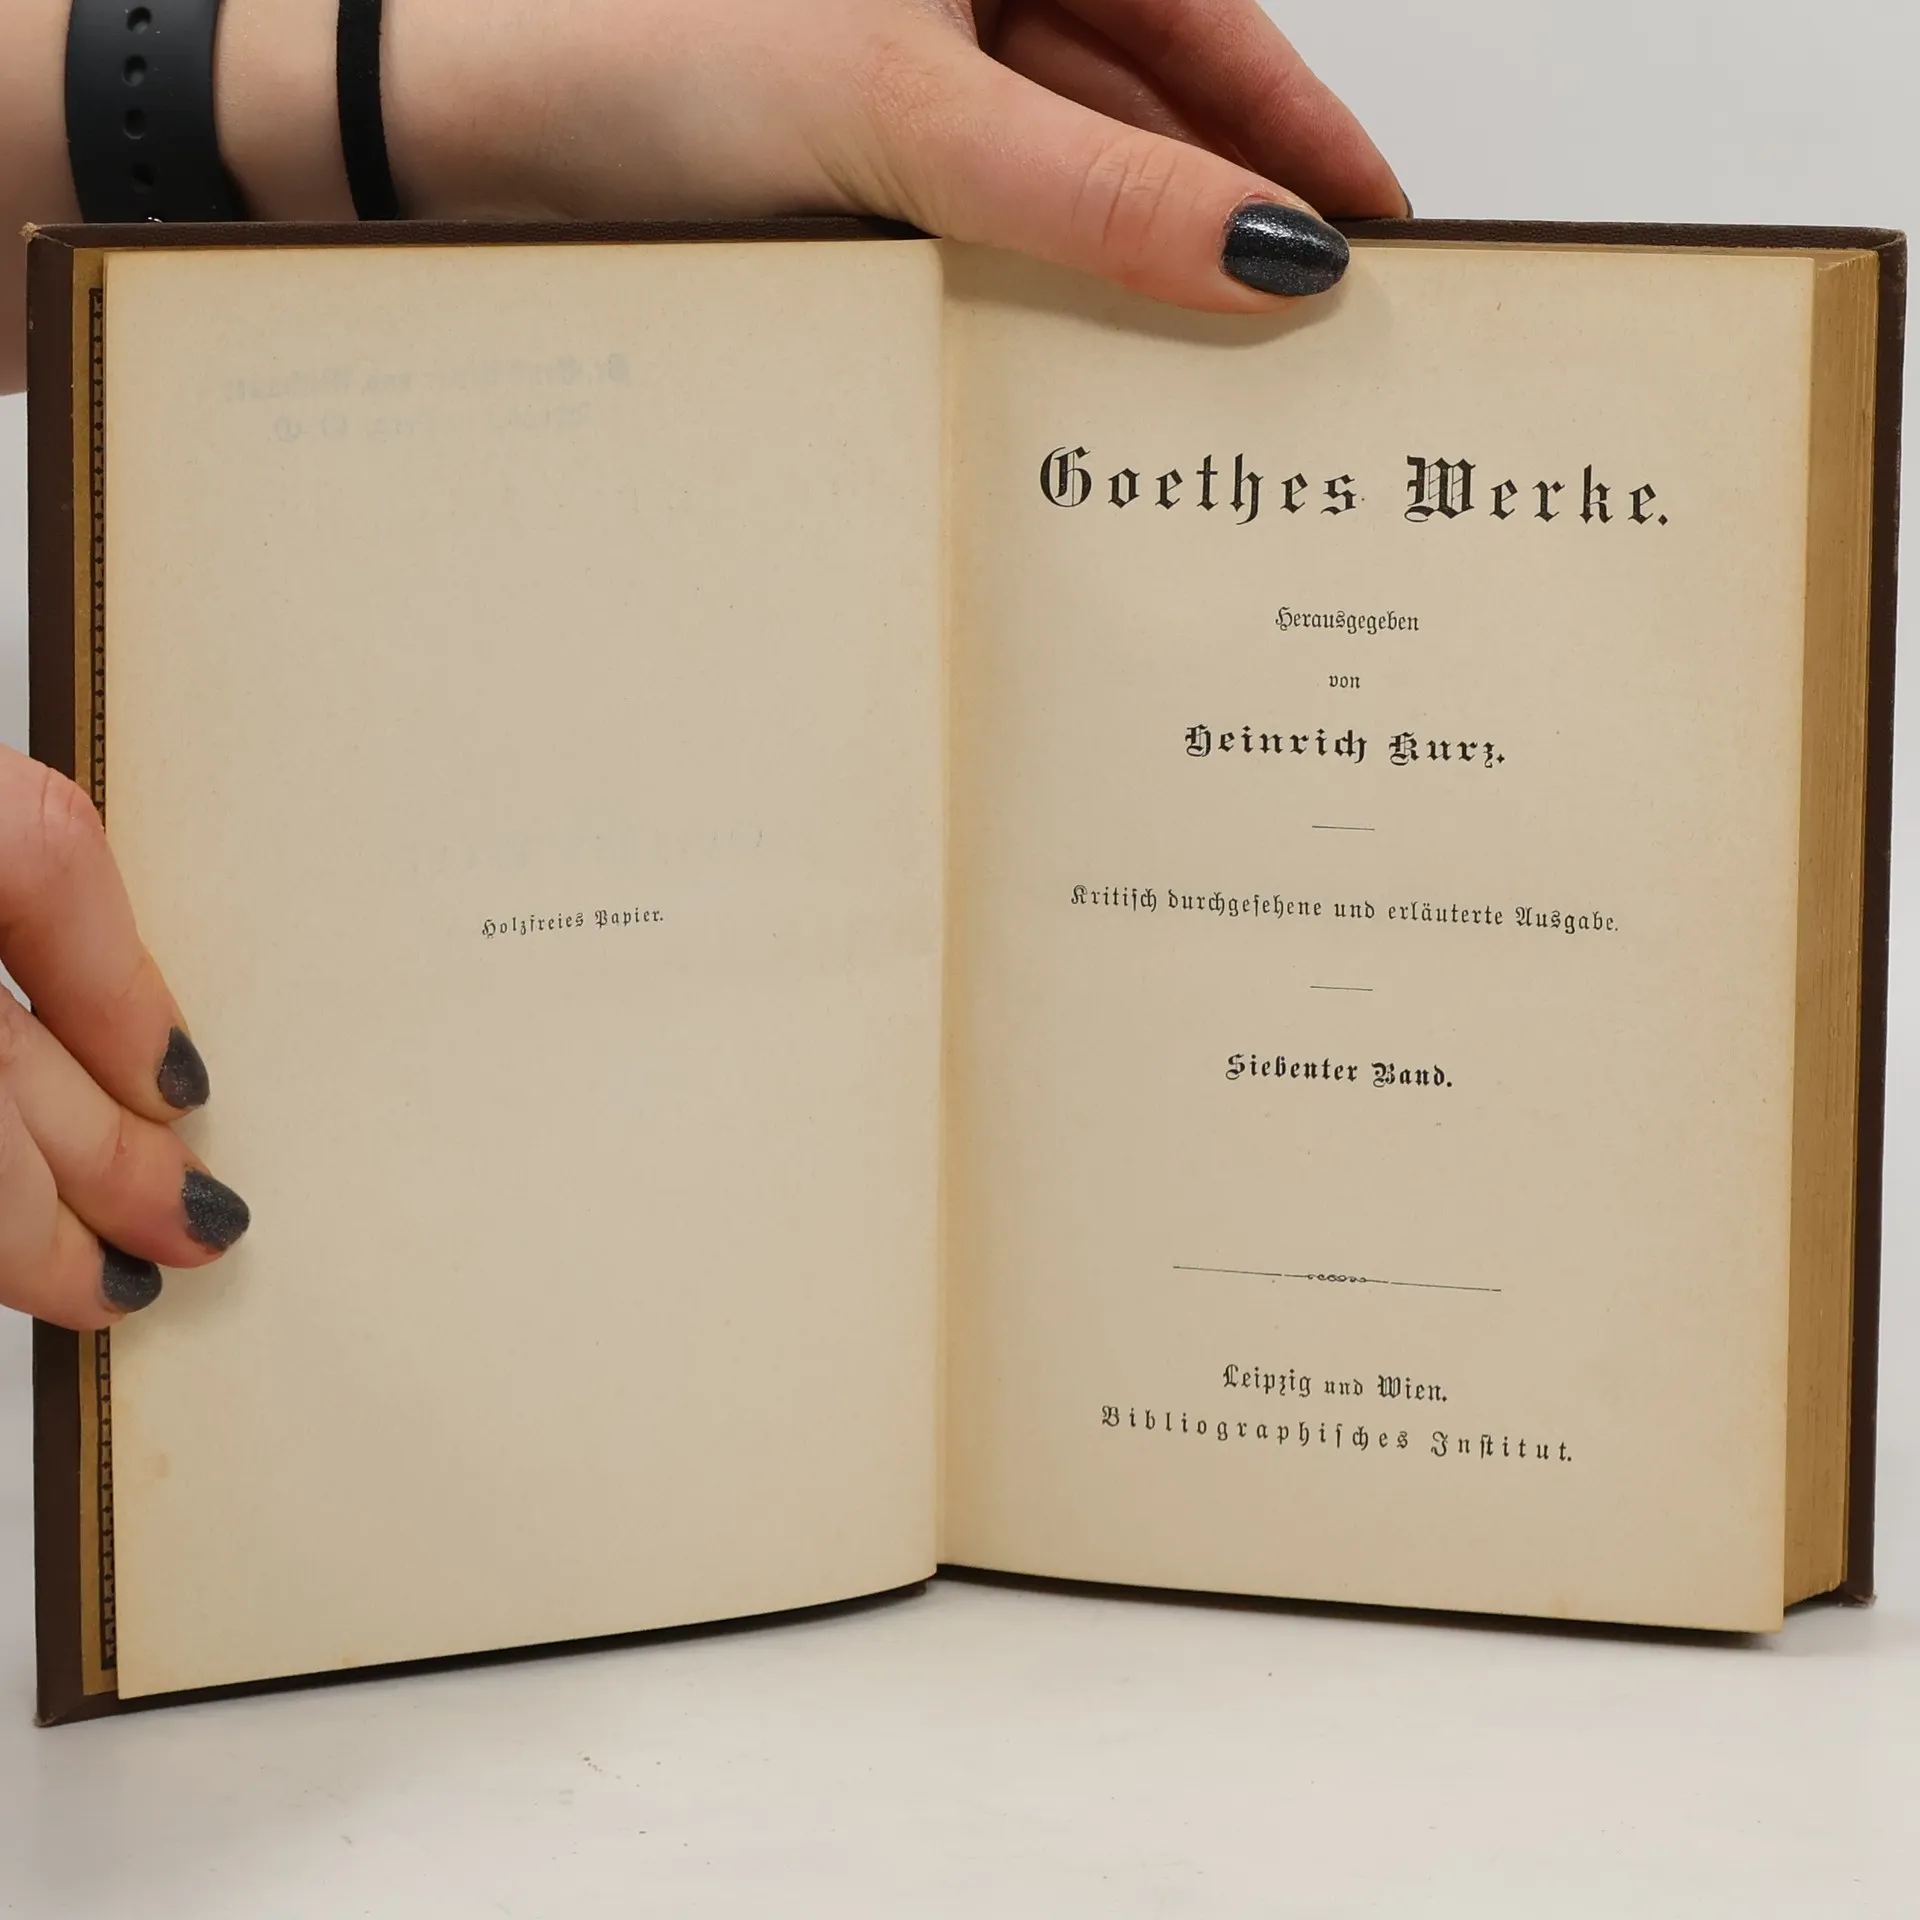 Holzfreies Papier.
Goethes Werke.
Herausgegeben
von
Heinrich Kurz.
Kritiſch durchgeſehene und erläuterte Ausgabe.
Siebenter Band.
Leipzig und Wien.
Bibliographiſches Inſtitut.